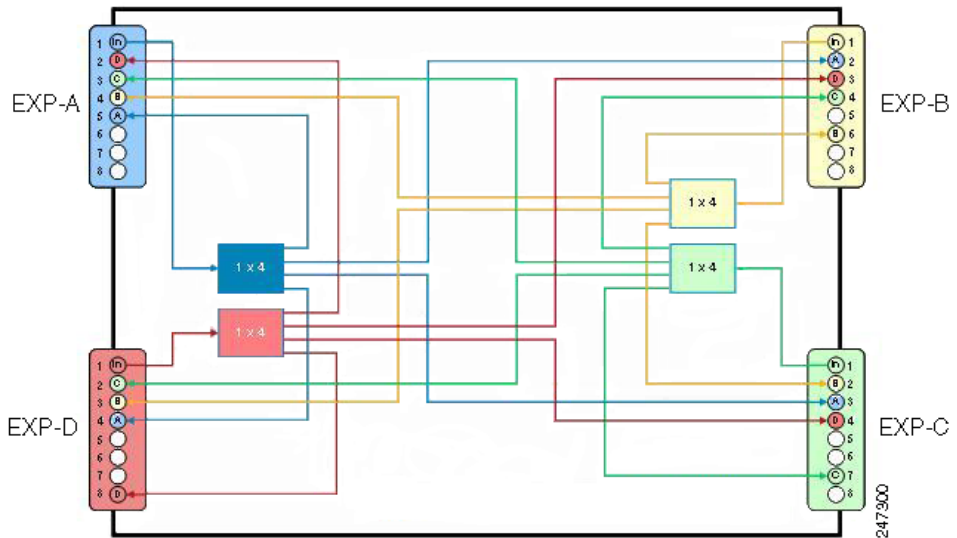 1 In
2 D
3 C
4 B
5 A
6
7
8
EXP-A
In 1
A 2
D 3
C 4
5
B 6
7
8
EXP-B
1 x 4
1 x 4
1 x 4
1 x 4
1 In
2 C
3 B
4 A
5
6
7
8 D
EXP-D
In 1
B 2
A 3
D 4
5
6
C 7
8
EXP-C
247300